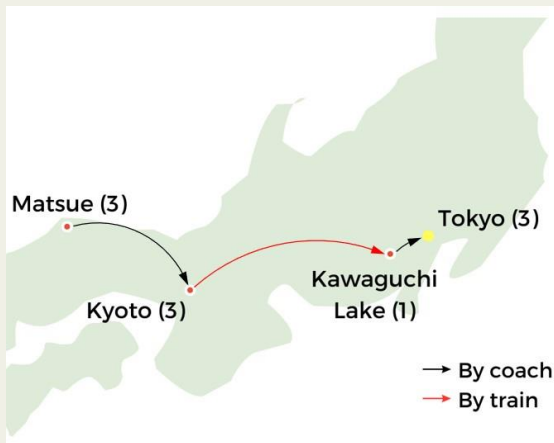 Matsue (3)
Tokyo (3)
Kyoto (3)
Kawaguchi
Lake (1)
By coach
By train